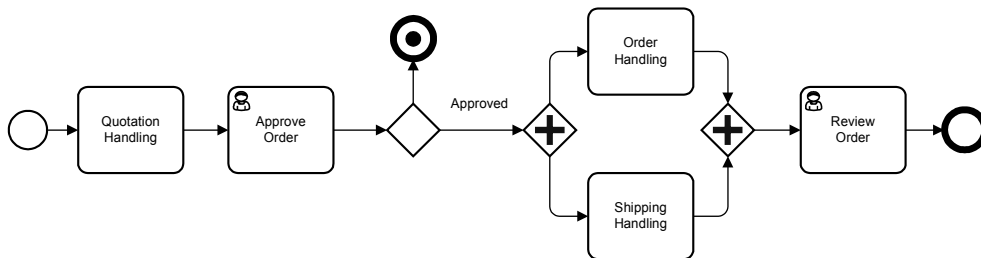 Quotation
Handling
Approve
Order
Approved
Order
Handling
Shipping
Handling
Review
Order